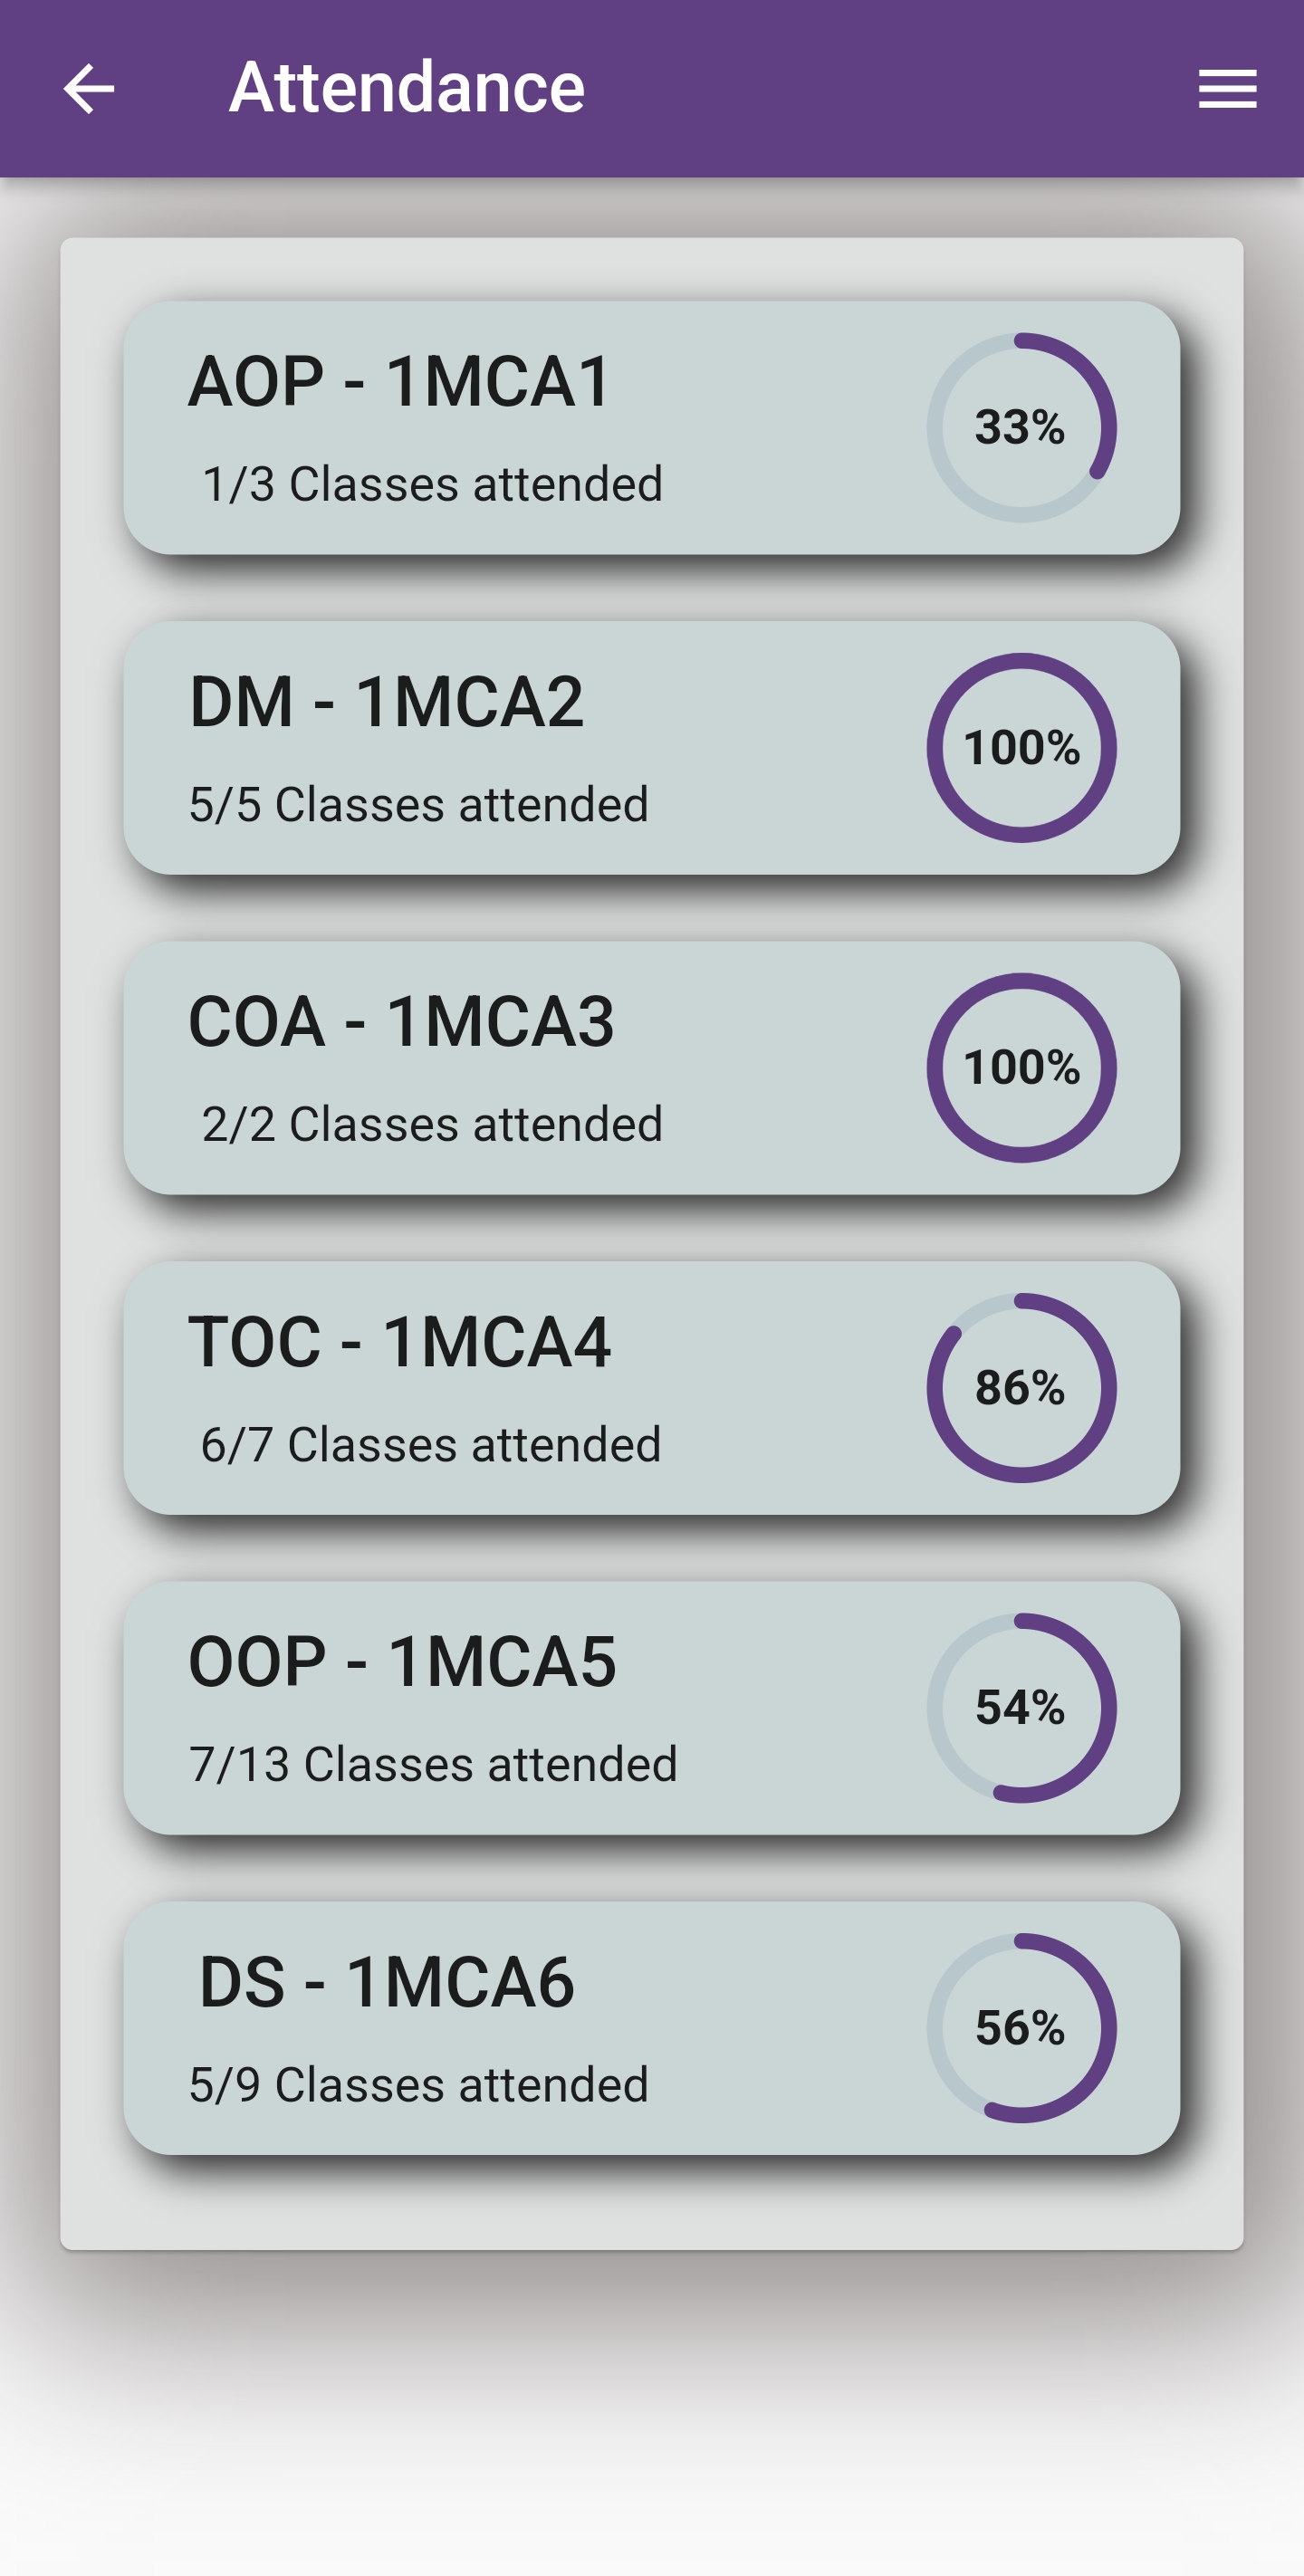 Attendance
AOP - 1MCA1
1/3 Classes attended
33%
DM - 1MCA2
5/5 Classes attended
100%
COA - 1MCA3
2/2 Classes attended
100%
TOC - 1MCA4
6/7 Classes attended
86%
OOP - 1MCA5
7/13 Classes attended
54%
DS - 1MCA6
5/9 Classes attended
56%